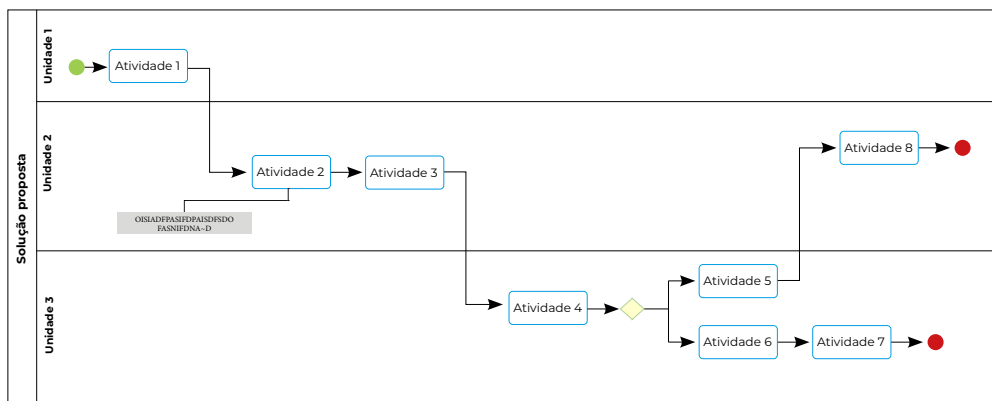 Solução proposta
Unidade 1
Atividade 1
Unidade 2
Atividade 2
Atividade 3
Atividade 8
OISIADFPASIFDPAISDFSDO
FASNIFDNA~D
Unidade 3
Atividade 4
Atividade 5
Atividade 6
Atividade 7